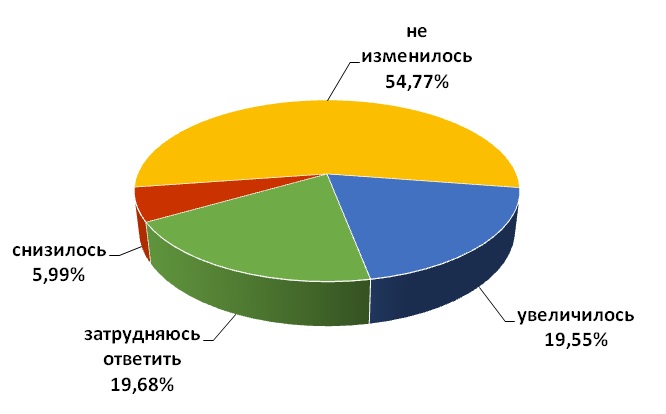 не
изменилось
54,77%
снизилось
5,99%
увеличилось
19,55%
затрудняюсь
ответить
19,68%